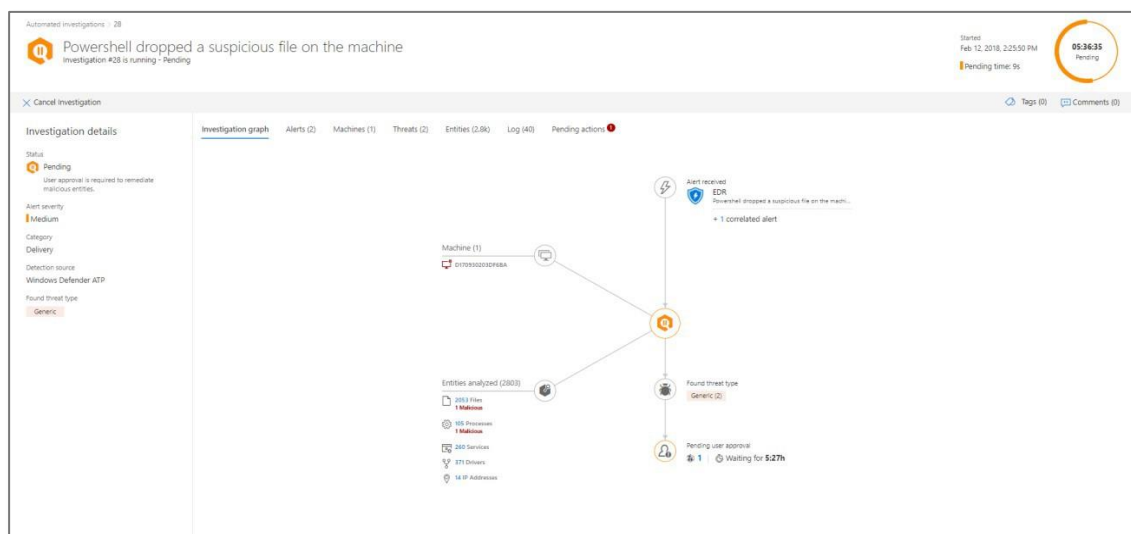 Automated investigations > 28
Powershell dropped a suspicious file on the machine
Investigation #28 is running - Pending
Started
Feb 12, 2018, 2:25:50 PM
Pending time: 9s
05:36:35
Pending
Cancel investigation
Tags (0)
Comments (0)
Investigation details
Status
Pending
User approval is required to remediate
malicious entities.
Alert severity
Medium
Category
Delivery
Detection source
Windows Defender ATP
Found threat type
Generic
Investigation graph
Alerts (2)
Machines (1)
Threats (2)
Entities (2.8k)
Log (40)
Pending actions
Alert received
EDR
Powershell dropped a suspicious file on the machi...
+ 1 correlated alert
Machine (1)
Entities analyzed (2803)
2053 Files
1 Malicious
105 Processes
1 Malicious
260 Services
371 Drivers
14 IP Addresses
Found threat type
Generic (2)
Pending user approval
1
Waiting for 5:27h